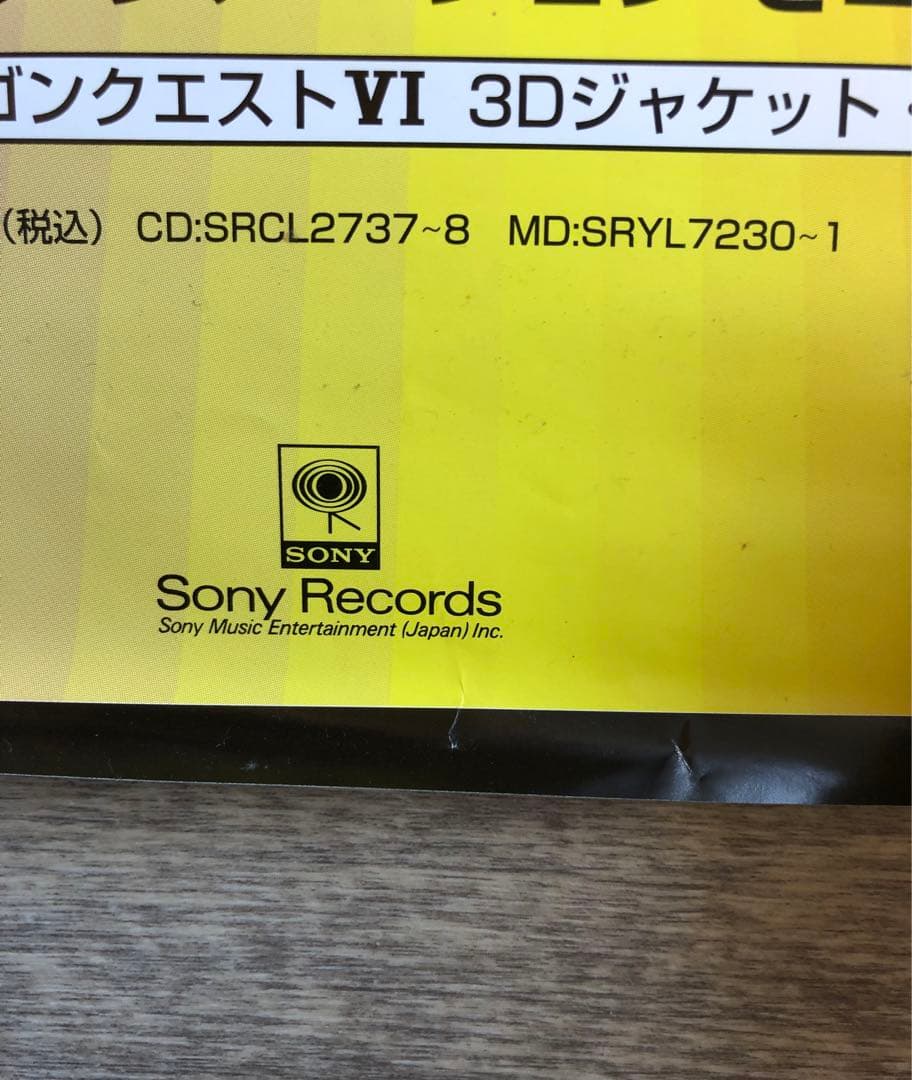 ゴンクエストⅥ 3Dジャケット・
(税込) CD:SRCL2737~8 MD:SRYL7230~1
SONY
Sony Records
Sony Music Entertainment (Japan) Inc.